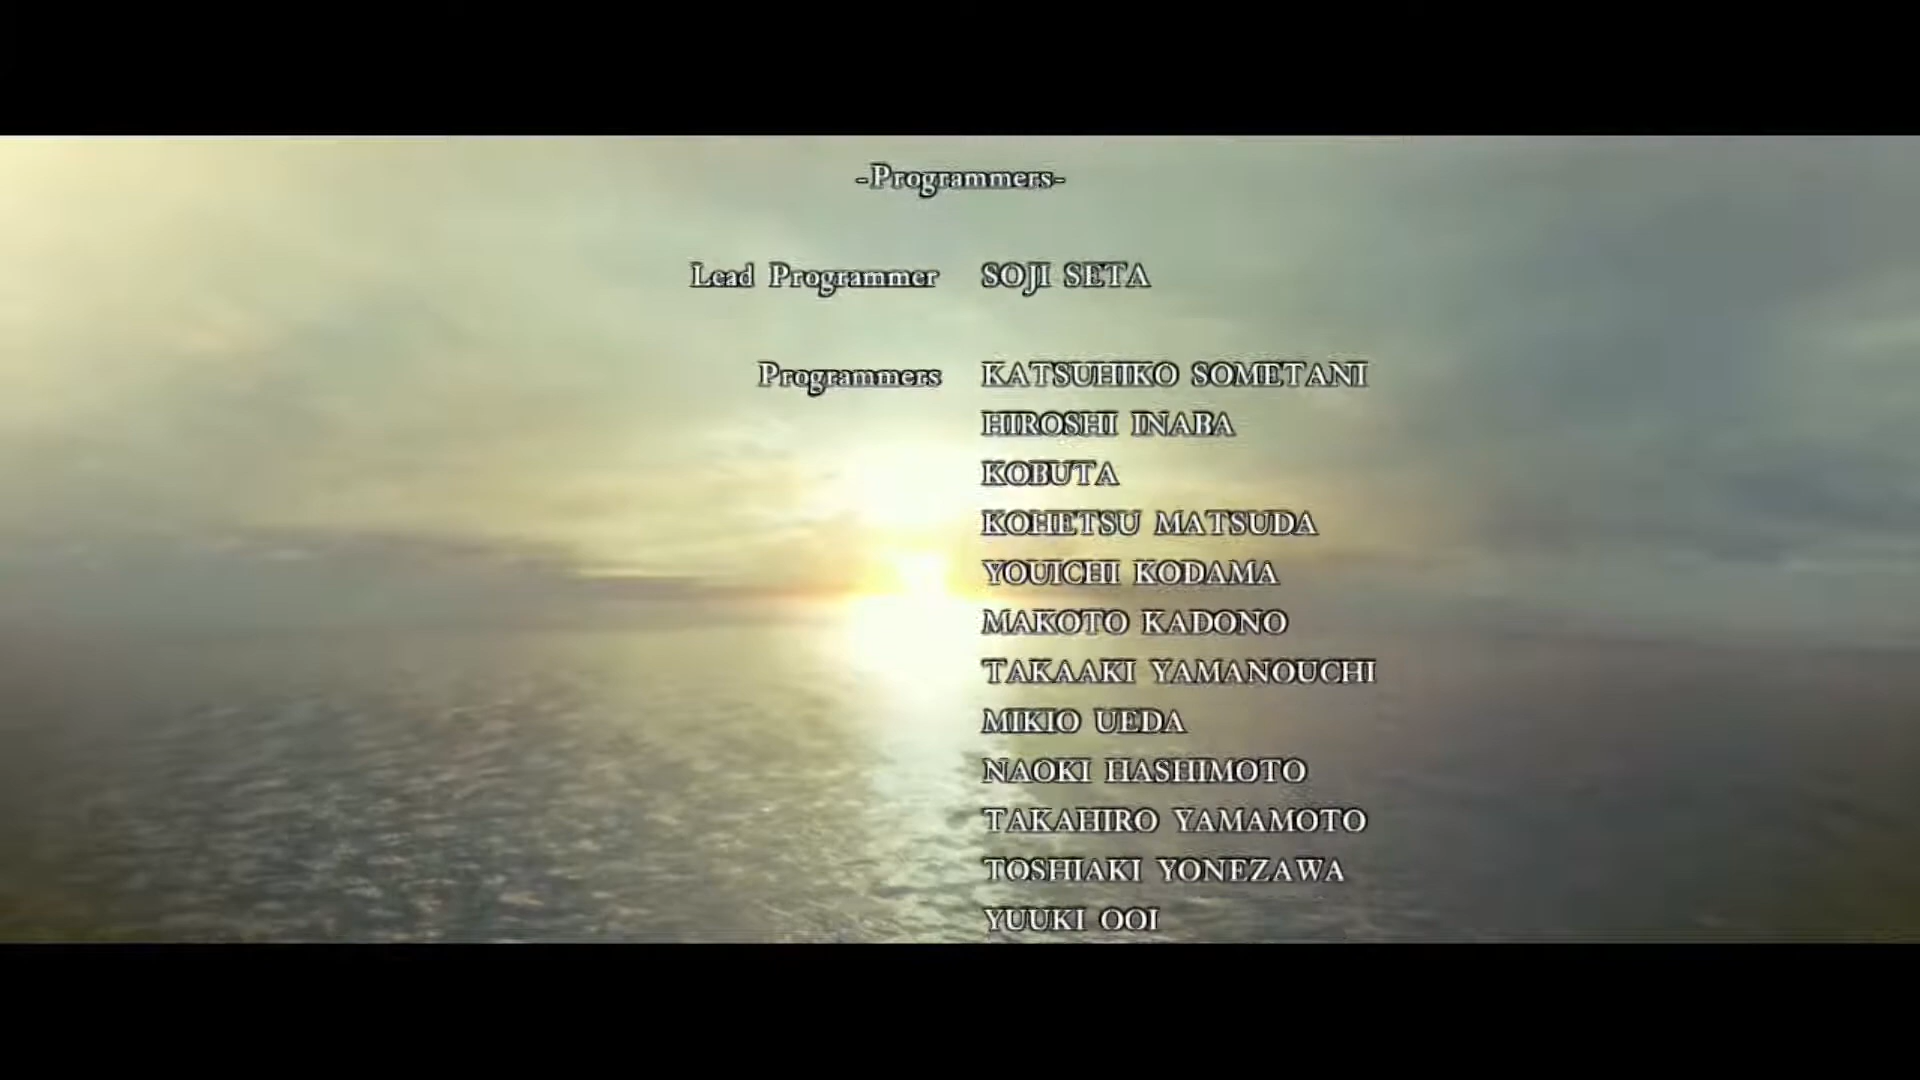 -Programmers-
Lead Programmer SOJI SETA
Programmers KATSUHIKO SOMETANI
HIROSHI INABA
KOBUTA
KOHETSU MATSUDA
YOUICHI KODAMA
MAKOTO KADONO
TAKAAKI YAMANOUCHI
MIKIO UEDA
NAOKI HASHIMOTO
TAKAHIRO YAMAMOTO
TOSHIAKI YONEZAWA
YUUKI OOI